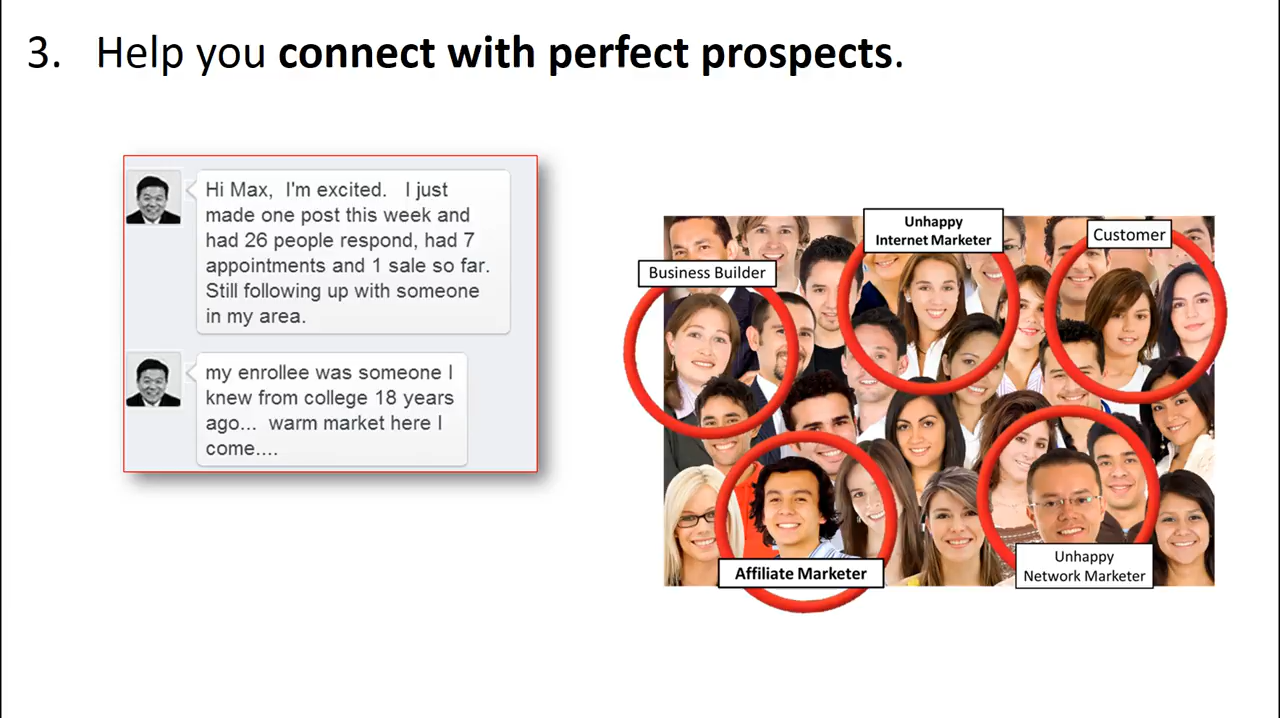 3. Help you connect with perfect prospects.
Hi Max, I'm excited. I just
made one post this week and
had 26 people respond, had 7
appointments and 1 sale so far.
Still following up with someone
in my area.
my enrollee was someone I
knew from college 18 years
ago... warm market here I
come....
Unhappy
Internet Marketer
Customer
Business Builder
Affiliate Marketer
Unhappy
Network Marketer